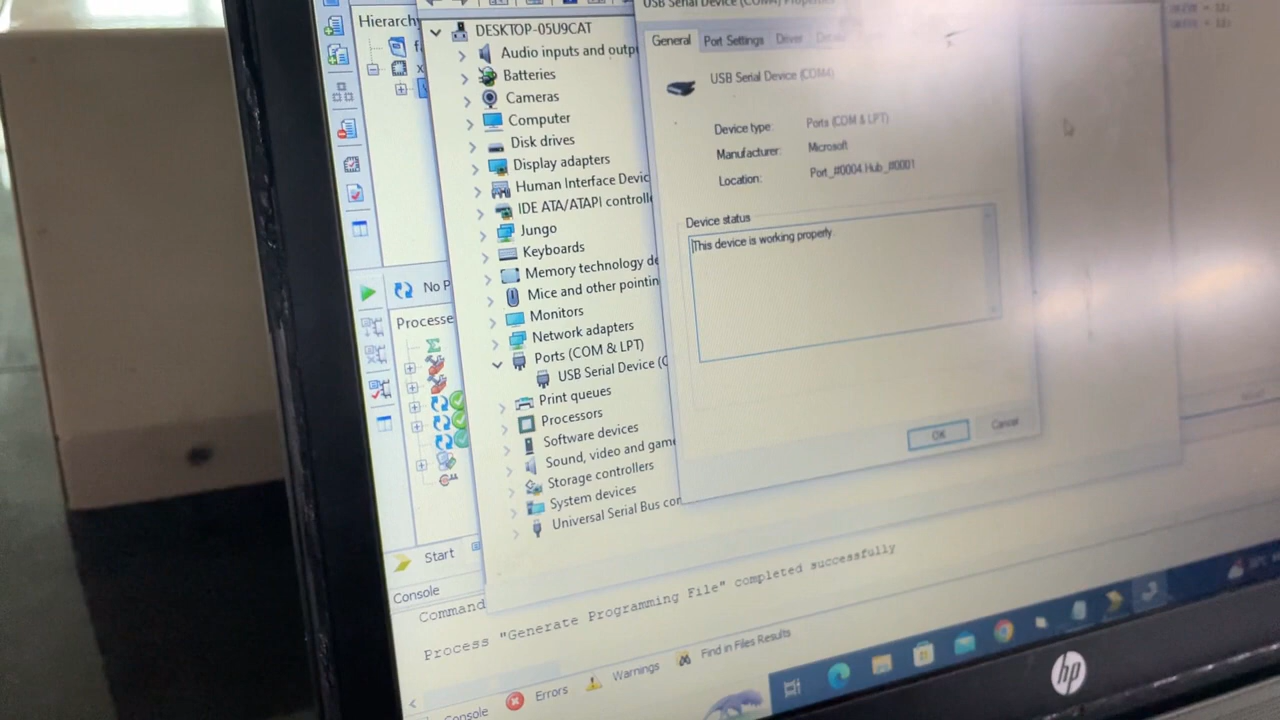 Hierarchy
DESKTOP-05U9CAT
Audio inputs and outp
Batteries
Cameras
Computer
Disk drives
Display adapters
Human Interface Devic
IDE ATA/ATAPI controll
Jungo
Keyboards
Memory technology de
Mice and other pointin
Monitors
Network adapters
Ports (COM & LPT)
USB Serial Device (C
Print queues
Processors
Software devices
Sound, video and game
Storage controllers
System devices
Universal Serial Bus con
USB Serial Device (COM4) Prope
General Port Settings Driver
USB Serial Device (COM4)
Device type: Ports (COM & LPT)
Manufacturer: Microsoft
Location: Port_#0004.Hub_#0001
Device status
This device is working properly.
OK Cancel
No P
Processe
Start
Console
Command
Process "Generate Programming File" completed successfully
Console Errors Warnings Find in Files Results
hp